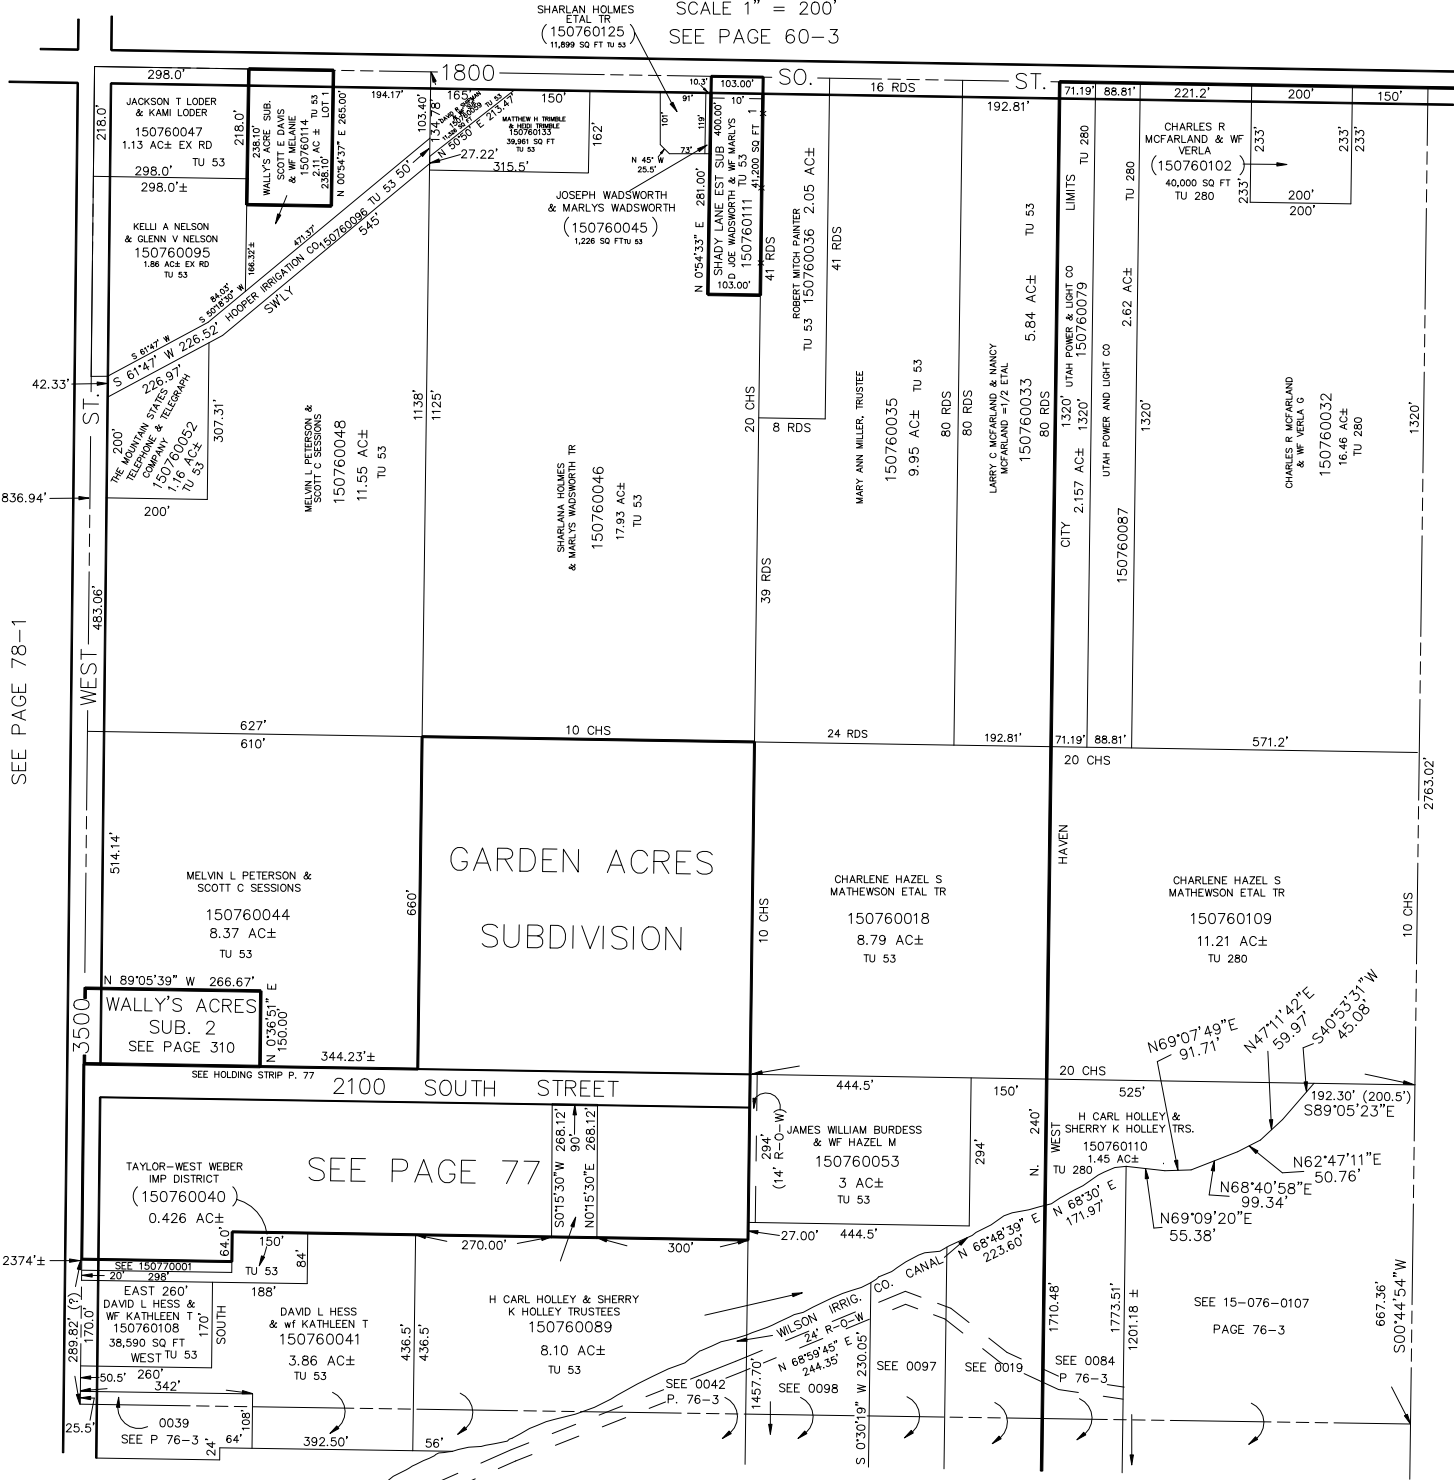 SCALE 1" = 200'
SEE PAGE 60-3
SHARLAN HOLMES
ETAL TR
(150760125)
11,899 SQ FT TU 53
1800 SO. ST.
298.0'
JACKSON T LODER
& KAMI LODER
150760047
1.13 AC± EX RD
TU 53
218.0'
218.0'
298.0'
298.0'±
238.10'
WALLY'S ACRE SUB.
SCOTT E DAVIS
& WF MELANIE
150760114
2.11 AC ± TU 53
238.10' LOT 1
N 00°54'37" E 265.00'
194.17'
103.40'
134.78'
165'
150'
MATTHEW H TRIMBLE
& HEIDI TRIMBLE
150760133
39,961 SQ FT
TU 53
162'
N 50°50' E 213.47'
27.22'
315.5'
10.3'
91'
101'
119'
73'
N 45° W
25.5'
JOSEPH WADSWORTH
& MARLYS WADSWORTH
(150760045)
1,226 SQ FT TU 53
103.00'
10'
N 0°54'33" E 281.00'
SHADY LANE EST SUB 400.00'
D JOE WADSWORTH & WF MARLYS
150760111 TU 53
41,200 SQ FT 1
103.00'
41 RDS
ROBERT MITCH PAINTER
TU 53 150760036 2.05 AC±
41 RDS
8 RDS
16 RDS
192.81'
71.19'
88.81'
221.2'
200'
150'
CHARLES R
MCFARLAND & WF
VERLA
(150760102)
40,000 SQ FT
TU 280
233'
233'
233'
233'
200'
200'
KELLI A NELSON
& GLENN V NELSON
150760095
1.86 AC± EX RD
TU 53
166.32'±
471.37'
84.03'
S 50°18'30" W
HOOPER IRRIGATION CO. 150760096 TU 53 50'
545'
SW'LY
S 61°47' W
S 61°47' W 226.52'
226.97'
42.33'
THE MOUNTAIN STATES
TELEPHONE & TELEGRAPH
COMPANY
150760052
1.16 AC±
TU 53
200'
307.31'
200'
836.94'
483.06'
WEST ST.
SEE PAGE 78-1
MELVIN L PETERSON &
SCOTT C SESSIONS
150760048
11.55 AC±
TU 53
1138'
1125'
SHARLANA HOLMES
& MARLYS WADSWORTH TR
150760046
17.93 AC±
TU 53
20 CHS
39 RDS
MARY ANN MILLER, TRUSTEE
150760035
9.95 AC± TU 53
80 RDS
80 RDS
LARRY C MCFARLAND & NANCY
MCFARLAND =1/2 ETAL
150760033 5.84 AC± TU 53
80 RDS
CITY LIMITS
1320' UTAH POWER & LIGHT CO
2.157 AC± 1320' 150760079 TU 280
UTAH POWER AND LIGHT CO
150760087 2.62 AC± TU 280
1320'
CHARLES R MCFARLAND
& WF VERLA G
150760032
16.46 AC±
TU 280
1320'
627'
610'
10 CHS
24 RDS
192.81'
71.19'
88.81'
571.2'
20 CHS
2763.02'
514.14'
MELVIN L PETERSON &
SCOTT C SESSIONS
150760044
8.37 AC±
TU 53
660'
GARDEN ACRES
SUBDIVISION
10 CHS
CHARLENE HAZEL S
MATHEWSON ETAL TR
150760018
8.79 AC±
TU 53
HAVEN
CHARLENE HAZEL S
MATHEWSON ETAL TR
150760109
11.21 AC±
TU 280
10 CHS
N 89°05'39" W 266.67'
WALLY'S ACRES
SUB. 2
SEE PAGE 310
N 0°36'51" E
150.00'
3500
344.23'±
SEE HOLDING STRIP P. 77
2100 SOUTH STREET
N69°07'49"E
91.71'
N47°11'42"E
59.97'
S40°53'31"W
45.08'
444.5'
150'
20 CHS
525'
192.30' (200.5')
S89°05'23"E
294'
(14' R-O-W)
JAMES WILLIAM BURDESS
& WF HAZEL M
150760053
3 AC±
TU 53
294'
240'
N.
WEST
H CARL HOLLEY &
SHERRY K HOLLEY TRS.
150760110
1.45 AC±
TU 280
N62°47'11"E
50.76'
N68°40'58"E
99.34'
N69°09'20"E
55.38'
TAYLOR-WEST WEBER
IMP DISTRICT
(150760040)
0.426 AC±
SEE PAGE 77
S0°15'30"W 268.12'
90'
N0°15'30"E 268.12'
27.00'
444.5'
N 68°48'39" E
223.60'
N 68°30' E
171.97'
64.0'
150'
270.00'
300'
2374'±
SEE 150770001
20'
298'
TU 53
84'
188'
EAST 260'
DAVID L HESS &
WF KATHLEEN T
150760108
38,590 SQ FT
WEST TU 53
260'
289.82' (?)
170.0'
170'
SOUTH
DAVID L HESS
& wf KATHLEEN T
150760041
3.86 AC±
TU 53
436.5'
436.5'
H CARL HOLLEY & SHERRY
K HOLLEY TRUSTEES
150760089
8.10 AC±
TU 53
WILSON IRRIG. CO. CANAL
24' R-O-W
N 68°59'45" E
244.35'
1710.48'
1773.51'
1201.18 ±
SEE 15-076-0107
PAGE 76-3
667.36'
S00°44'54"W
50.5'
342'
25.5'
0039
SEE P 76-3
24'
64'
108'
392.50'
56'
SEE 0042
P. 76-3
1457.70'
SEE 0098
S 0°30'19" W 230.05'
SEE 0097
SEE 0019
SEE 0084
P 76-3